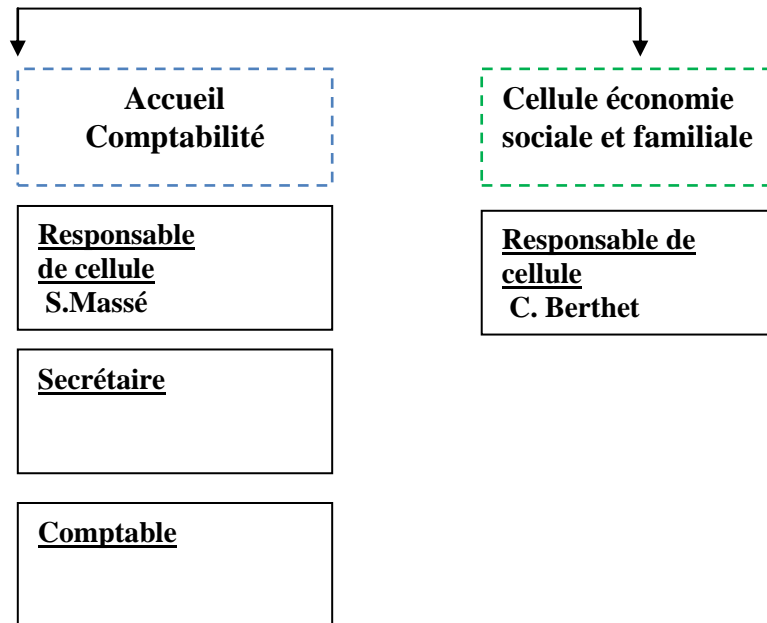 Accueil
Comptabilité
Responsable
de cellule
S.Massé
Secrétaire
Comptable
Cellule économie
sociale et familiale
Responsable de
cellule
C. Berthet